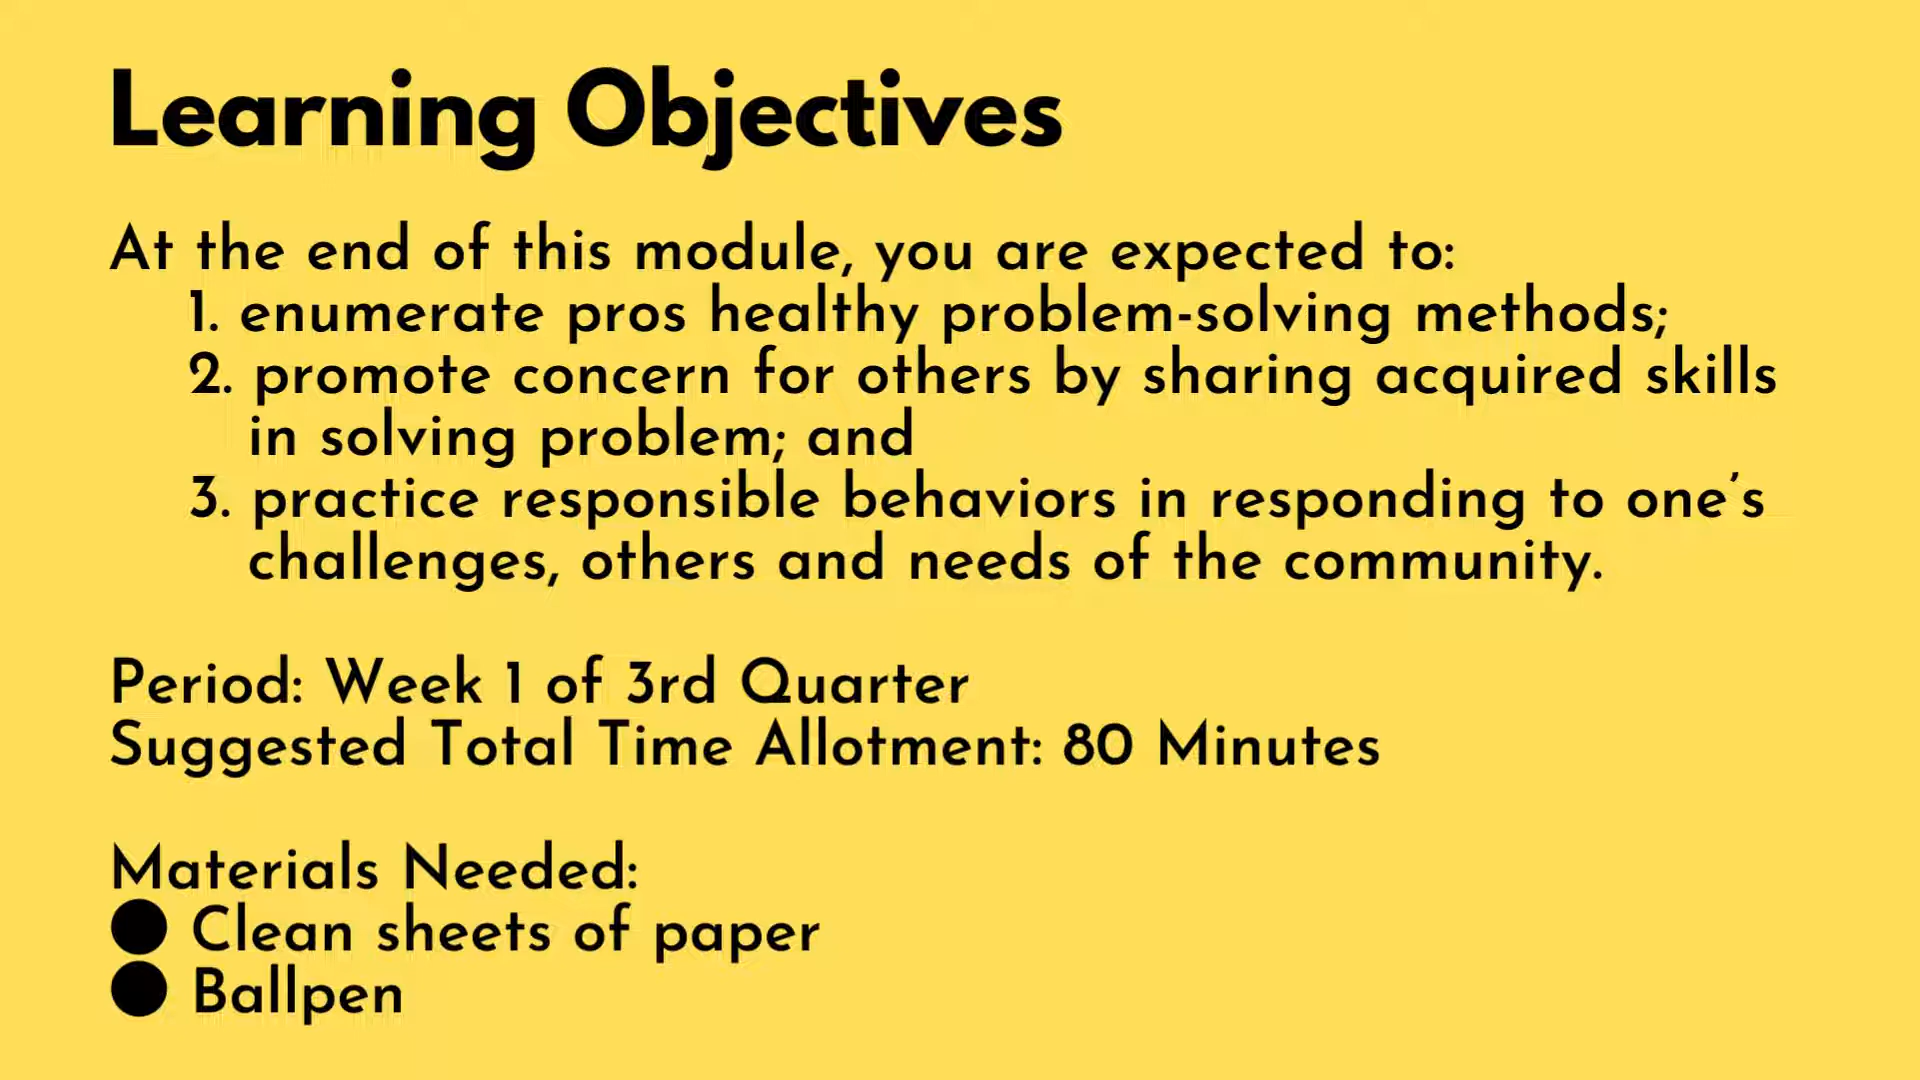 Learning Objectives
At the end of this module, you are expected to:
1. enumerate pros healthy problem-solving methods;
2. promote concern for others by sharing acquired skills
in solving problem; and
3. practice responsible behaviors in responding to one's
challenges, others and needs of the community.
Period: Week 1 of 3rd Quarter
Suggested Total Time Allotment: 80 Minutes
Materials Needed:
● Clean sheets of paper
● Ballpen